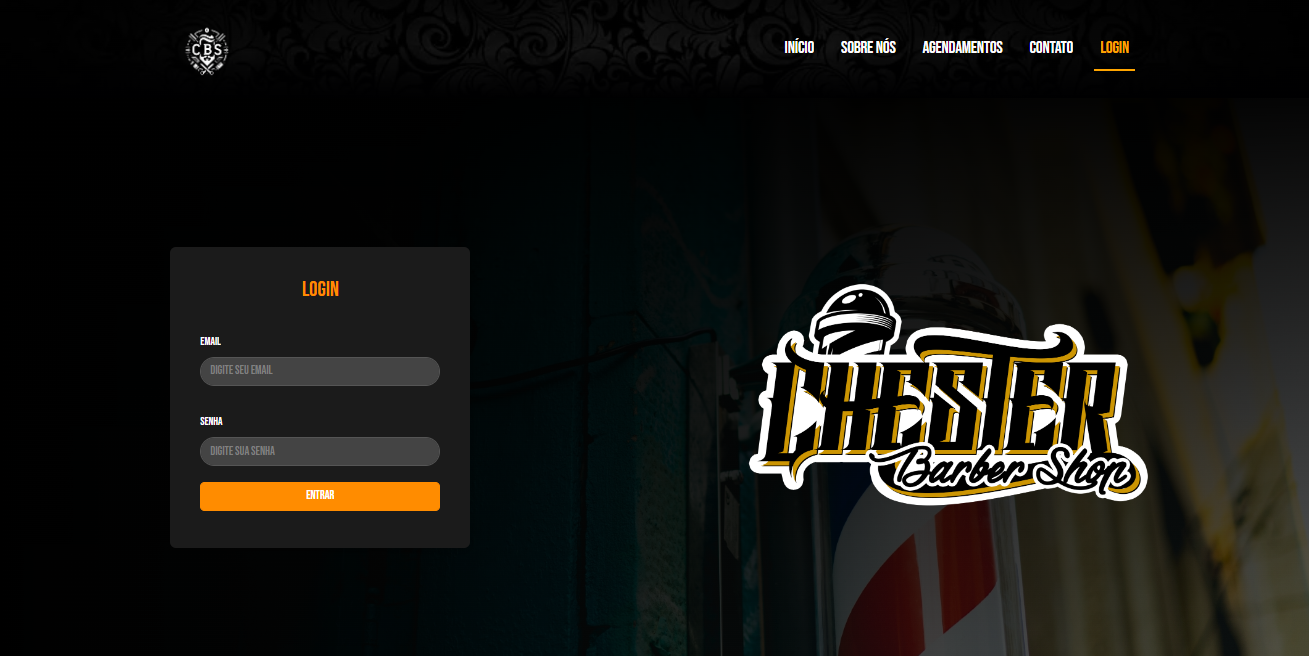 CBS
INÍCIO SOBRE NÓS AGENDAMENTOS CONTATO LOGIN
LOGIN
EMAIL
DIGITE SEU EMAIL
SENHA
DIGITE SUA SENHA
ENTRAR
CHESTER
Barber Shop